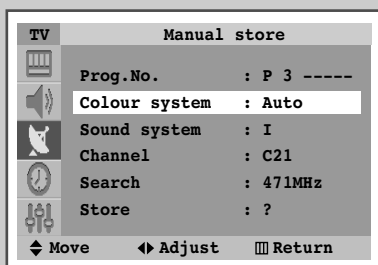 TV Manual store
Prog.No. : P 3 -----
Colour system : Auto
Sound system : I
Channel : C21
Search : 471MHz
Store : ?
Move Adjust Return